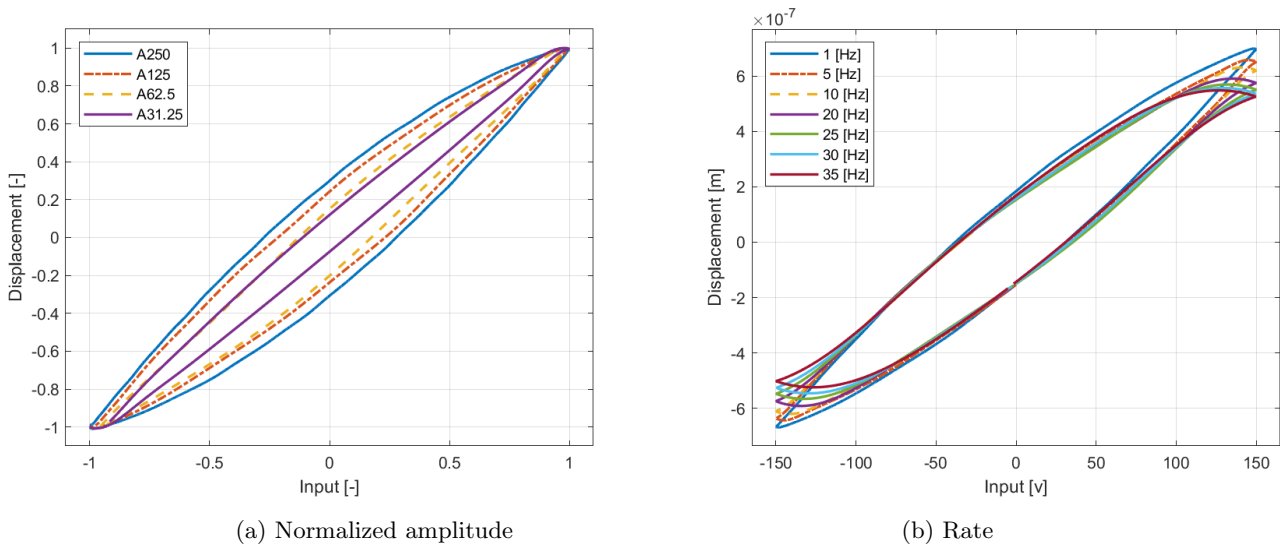 A250
A125
A62.5
A31.25
1
0.8
0.6
0.4
0.2
0
-0.2
-0.4
-0.6
-0.8
-1
Displacement [-]
-1 -0.5 0 0.5 1
Input [-]
(a) Normalized amplitude
×10⁻⁷
1 [Hz]
5 [Hz]
10 [Hz]
20 [Hz]
25 [Hz]
30 [Hz]
35 [Hz]
6
4
2
0
-2
-4
-6
Displacement [m]
-150 -100 -50 0 50 100 150
Input [v]
(b) Rate